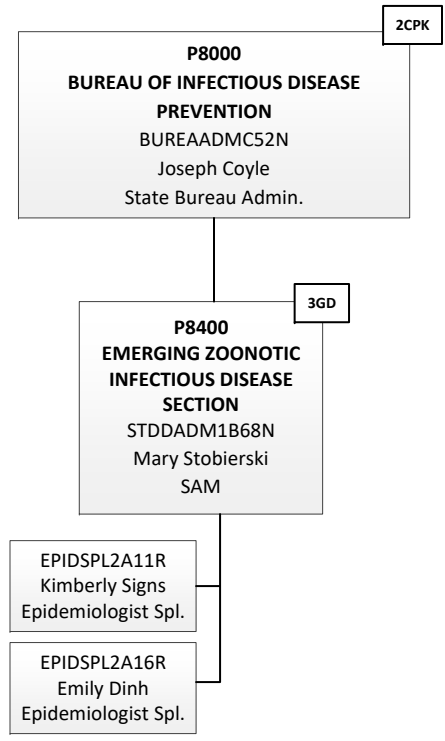 2CPK
P8000
BUREAU OF INFECTIOUS DISEASE
PREVENTION
BUREAADMC52N
Joseph Coyle
State Bureau Admin.
3GD
P8400
EMERGING ZOONOTIC
INFECTIOUS DISEASE
SECTION
STDDADM1B68N
Mary Stobierski
SAM
EPIDSPL2A11R
Kimberly Signs
Epidemiologist Spl.
EPIDSPL2A16R
Emily Dinh
Epidemiologist Spl.